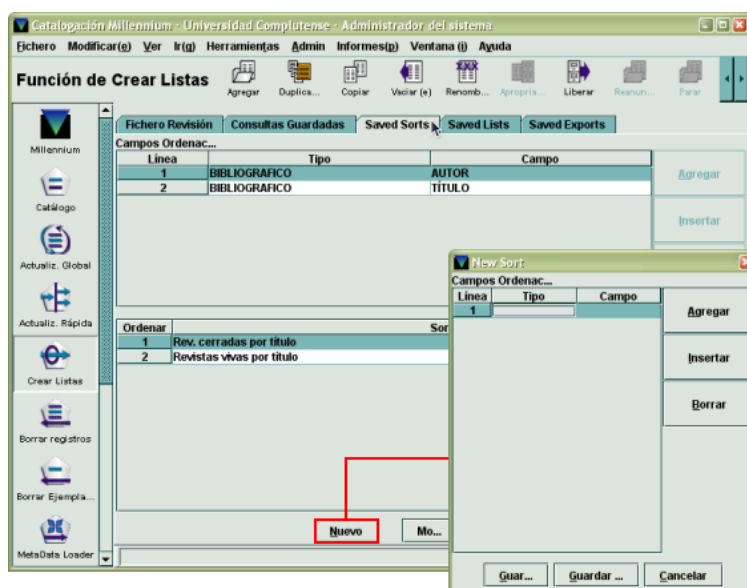 Catalogación Millennium · Universidad Complutense · Administrador del sistema
Fichero Modificar(e) Ver Ir(g) Herramientas Admin Informes(p) Ventana (i) Ayuda
Función de Crear Listas
Agregar Duplica... Copiar Vaciar (e) Renomb... Apropria... Liberar Reanun... Parar
Fichero Revisión Consultas Guardadas Saved Sorts Saved Lists Saved Exports
Campos Ordenac...
Línea Tipo Campo
1 BIBLIOGRAFICO AUTOR
2 BIBLIOGRAFICO TÍTULO
Agregar
Insertar
Millennium
Catálogo
Actualiz. Global
Actualiz. Rápida
Crear Listas
Borrar registros
Borrar Ejempla...
MetaData Loader
Ordenar Sor
1 Rev. cerradas por título
2 Revistas vivas por título
Nuevo Mo...
New Sort
Campos Ordenac...
Línea Tipo Campo
1
Agregar
Insertar
Borrar
Guar... Guardar ... Cancelar